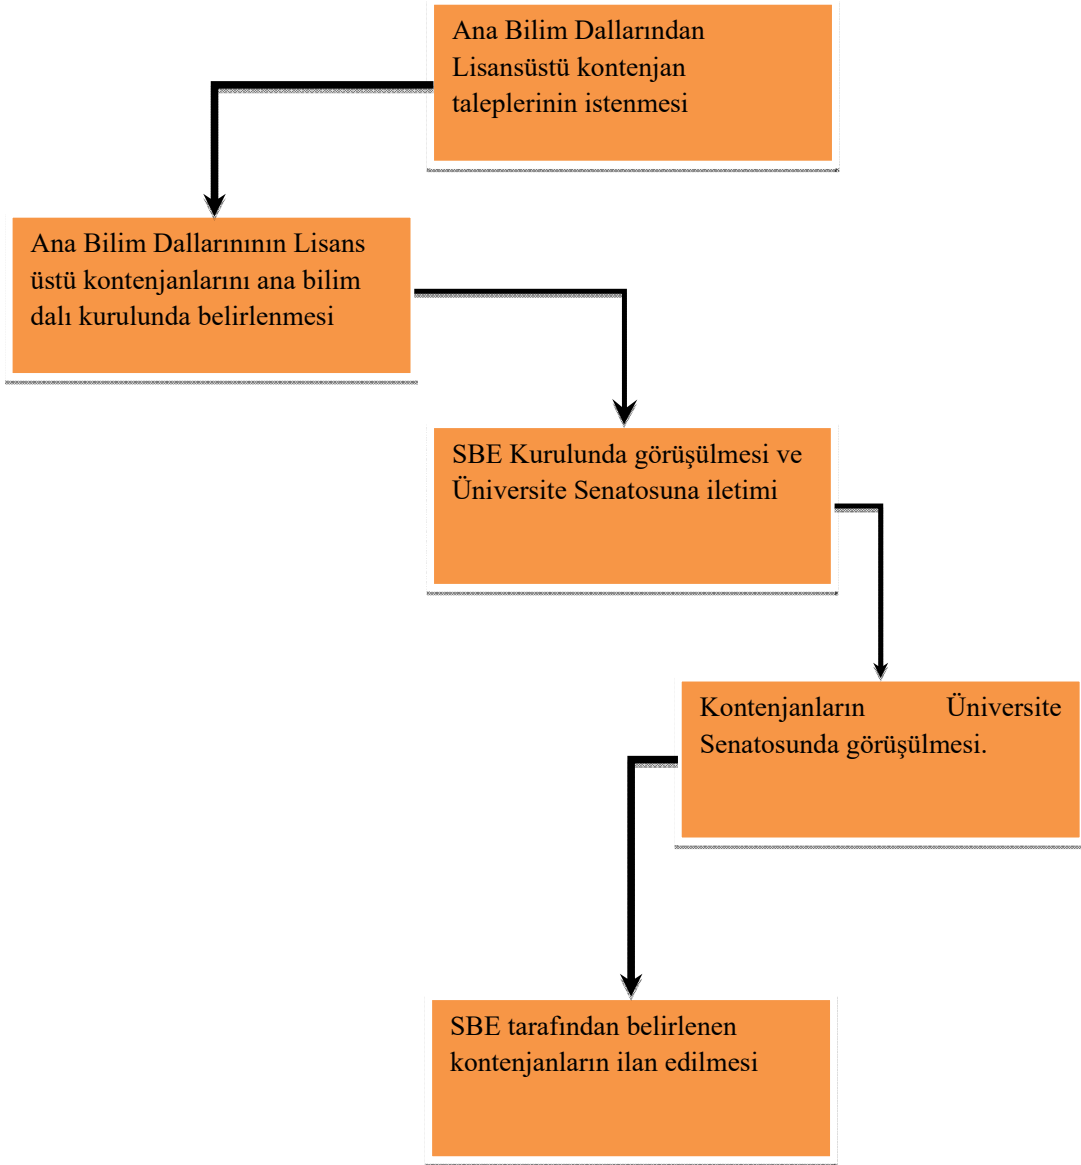 Ana Bilim Dallarından
Lisansüstü kontenjan
taleplerinin istenmesi
Ana Bilim Dallarınının Lisans
üstü kontenjanlarını ana bilim
dalı kurulunda belirlenmesi
SBE Kurulunda görüşülmesi ve
Üniversite Senatosuna iletimi
Kontenjanların Üniversite
Senatosunda görüşülmesi.
SBE tarafından belirlenen
kontenjanların ilan edilmesi